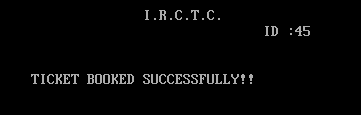 I.R.C.T.C.
ID :45
TICKET BOOKED SUCCESSFULLY!!